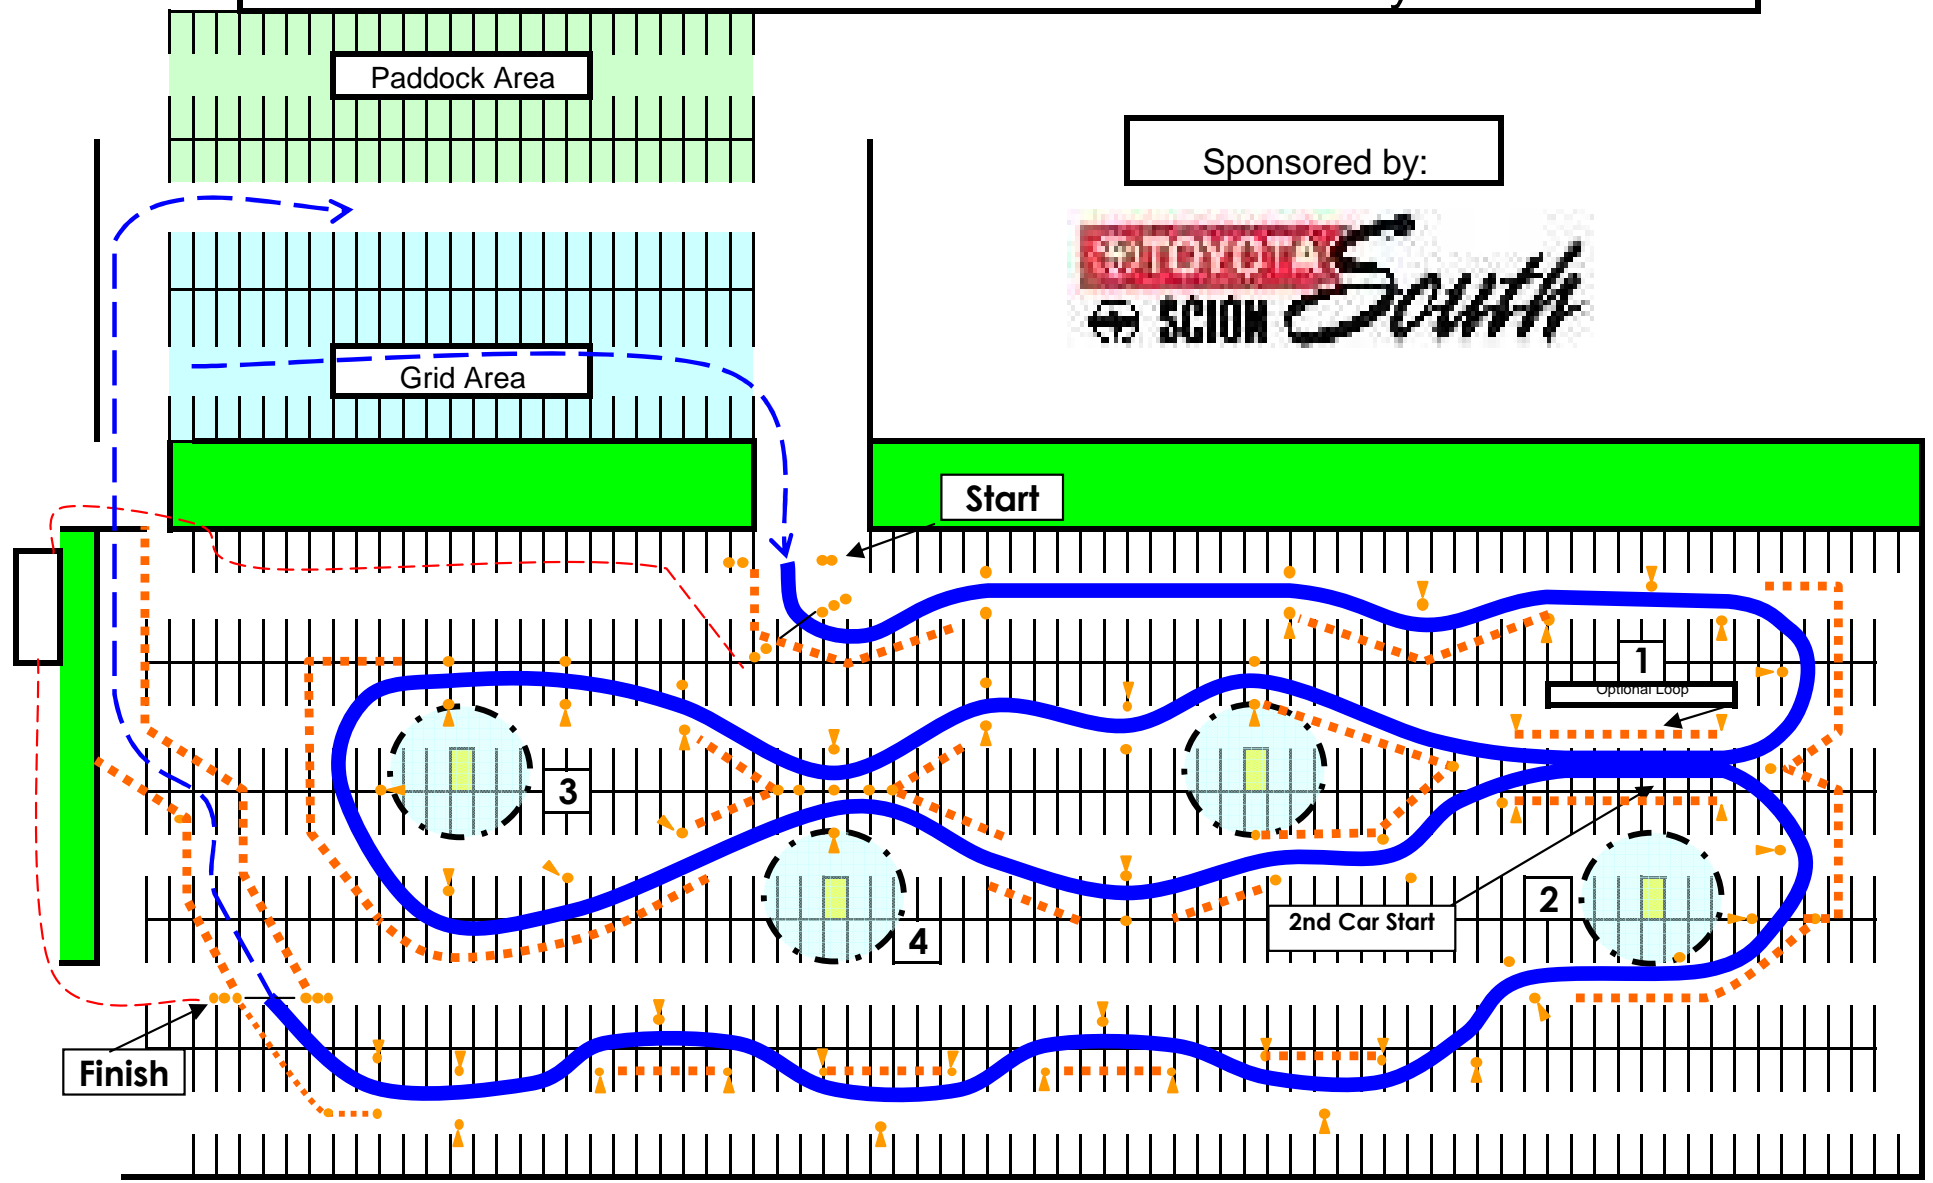 Paddock Area
Sponsored by:
TOYOTA
South
SCION
Grid Area
Start
1
Optional Loop
3
2
2nd Car Start
4
Finish